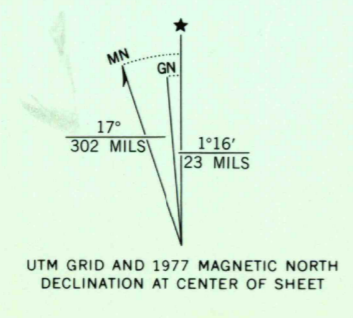 MN
GN
17°
302 MILS
1°16′
23 MILS
UTM GRID AND 1977 MAGNETIC NORTH
DECLINATION AT CENTER OF SHEET